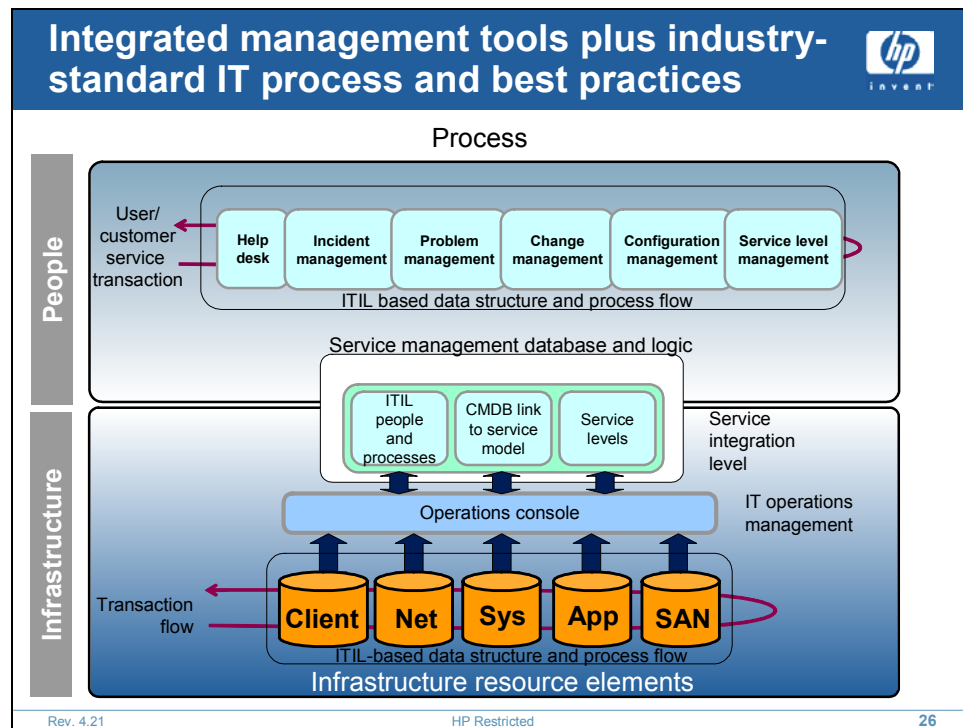 Integrated management tools plus industry-
standard IT process and best practices
hp
invent
Process
People
User/
customer
service
transaction
Help
desk
Incident
management
Problem
management
Change
management
Configuration
management
Service level
management
ITIL based data structure and process flow
Service management database and logic
ITIL
people
and
processes
CMDB link
to service
model
Service
levels
Service
integration
level
Infrastructure
Operations console
IT operations
management
Transaction
flow
Client
Net
Sys
App
SAN
ITIL-based data structure and process flow
Infrastructure resource elements
Rev. 4.21
HP Restricted
26